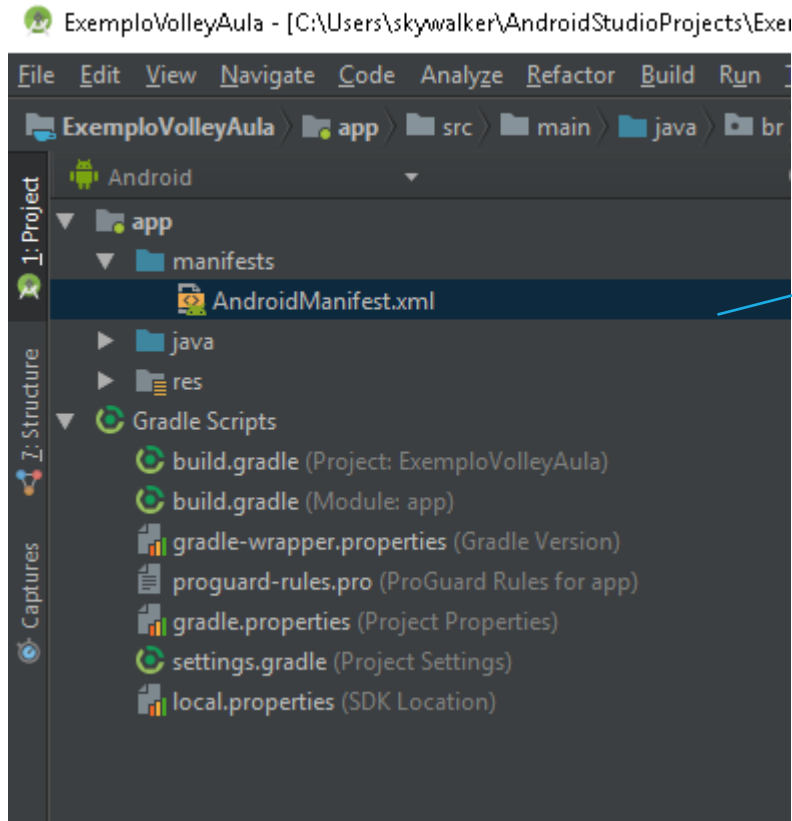 ExemploVolleyAula - [C:\Users\skywalker\AndroidStudioProjects\Exe
File Edit View Navigate Code Analyze Refactor Build Run
ExemploVolleyAula app src main java br
1: Project
Android
app
manifests
AndroidManifest.xml
java
res
7: Structure
Gradle Scripts
build.gradle (Project: ExemploVolleyAula)
build.gradle (Module: app)
gradle-wrapper.properties (Gradle Version)
Captures
proguard-rules.pro (ProGuard Rules for app)
gradle.properties (Project Properties)
settings.gradle (Project Settings)
local.properties (SDK Location)